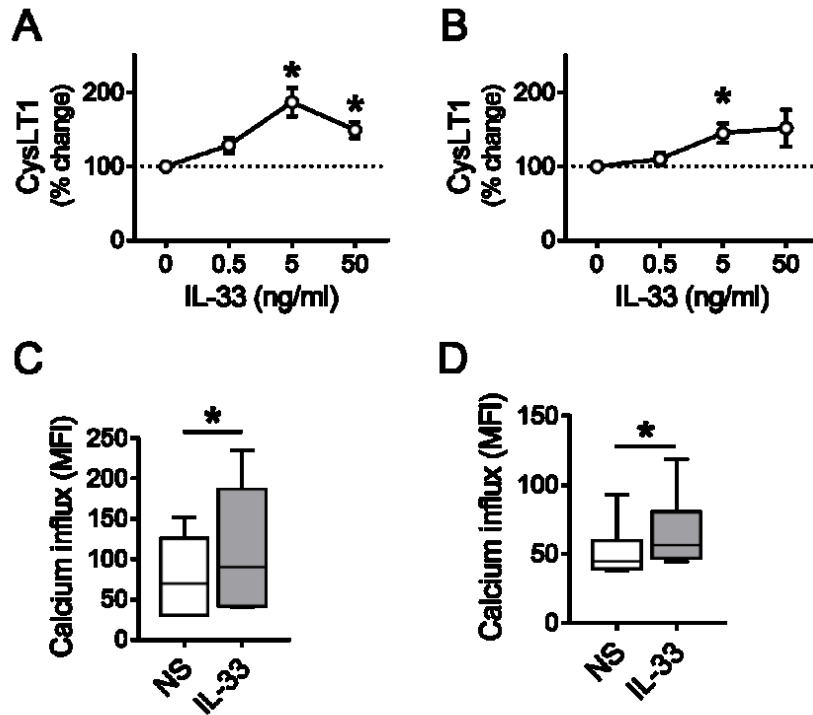 A
CysLT1
(% change)
200
100
0
*
*
0 0.5 5 50
IL-33 (ng/ml)
B
CysLT1
(% change)
200
100
0
*
0 0.5 5 50
IL-33 (ng/ml)
C
Calcium influx (MFI)
250
200
150
100
50
0
*
NS
IL-33
D
Calcium influx (MFI)
150
100
50
0
*
NS
IL-33